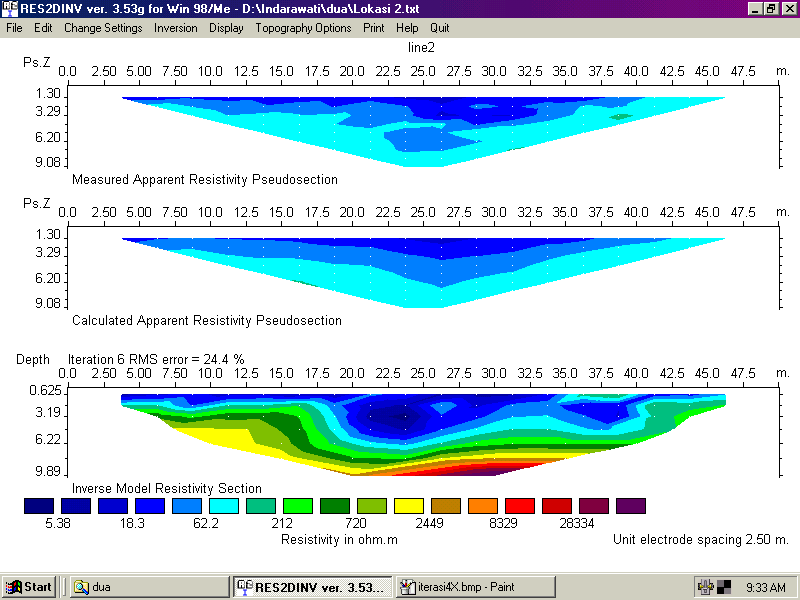 RES2DINV ver. 3.53g for Win 98/Me - D:\Indarawati\dua\Lokasi 2.txt
File Edit Change Settings Inversion Display Topography Options Print Help Quit
line2
Ps.Z 0.0 2.50 5.00 7.50 10.0 12.5 15.0 17.5 20.0 22.5 25.0 27.5 30.0 32.5 35.0 37.5 40.0 42.5 45.0 47.5 m.
1.30
3.29
6.20
9.08
Measured Apparent Resistivity Pseudosection
Ps.Z 0.0 2.50 5.00 7.50 10.0 12.5 15.0 17.5 20.0 22.5 25.0 27.5 30.0 32.5 35.0 37.5 40.0 42.5 45.0 47.5 m.
1.30
3.29
6.20
9.08
Calculated Apparent Resistivity Pseudosection
Depth Iteration 6 RMS error = 24.4 %
0.0 2.50 5.00 7.50 10.0 12.5 15.0 17.5 20.0 22.5 25.0 27.5 30.0 32.5 35.0 37.5 40.0 42.5 45.0 47.5 m.
0.625
3.19
6.22
9.89
Inverse Model Resistivity Section
5.38 18.3 62.2 212 720 2449 8329 28334
Resistivity in ohm.m Unit electrode spacing 2.50 m.
Start dua RES2DINV ver. 3.53... iterasi4X.bmp - Paint 9:33 AM